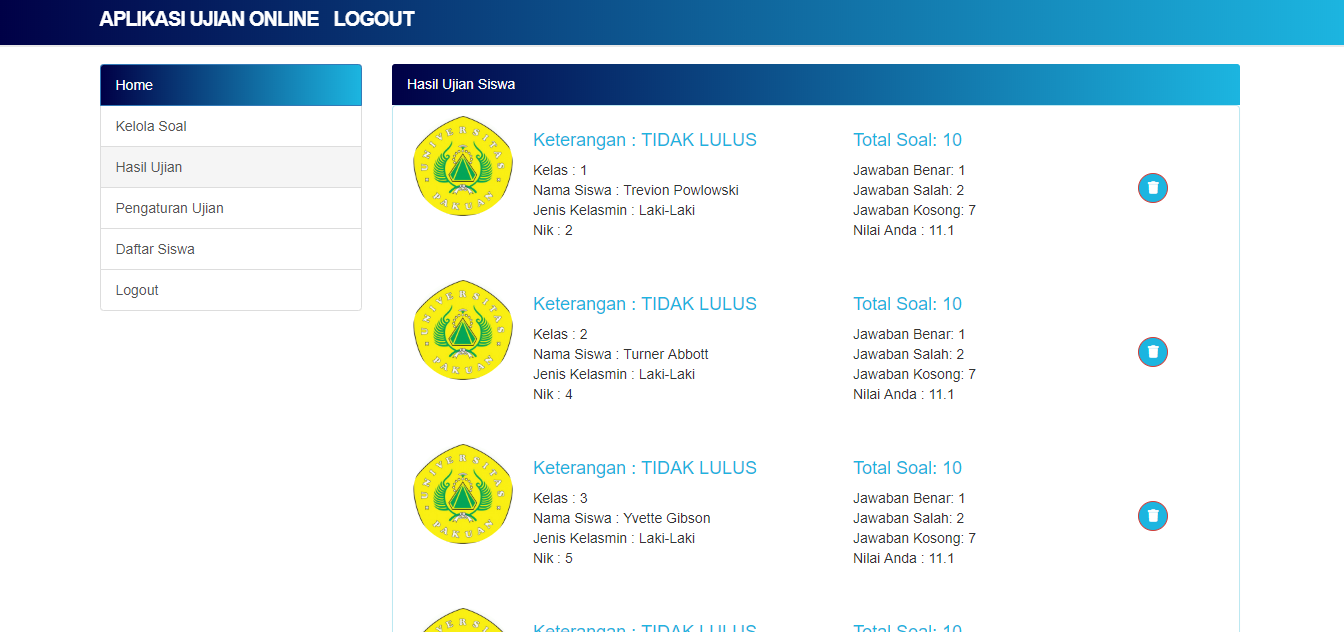 APLIKASI UJIAN ONLINE LOGOUT
Home
Kelola Soal
Hasil Ujian
Pengaturan Ujian
Daftar Siswa
Logout
Hasil Ujian Siswa
UNIVERSITAS
PAKUAN
Keterangan : TIDAK LULUS
Kelas : 1
Nama Siswa : Trevion Powlowski
Jenis Kelasmin : Laki-Laki
Nik : 2
Total Soal: 10
Jawaban Benar: 1
Jawaban Salah: 2
Jawaban Kosong: 7
Nilai Anda : 11.1
UNIVERSITAS
PAKUAN
Keterangan : TIDAK LULUS
Kelas : 2
Nama Siswa : Turner Abbott
Jenis Kelasmin : Laki-Laki
Nik : 4
Total Soal: 10
Jawaban Benar: 1
Jawaban Salah: 2
Jawaban Kosong: 7
Nilai Anda : 11.1
UNIVERSITAS
PAKUAN
Keterangan : TIDAK LULUS
Kelas : 3
Nama Siswa : Yvette Gibson
Jenis Kelasmin : Laki-Laki
Nik : 5
Total Soal: 10
Jawaban Benar: 1
Jawaban Salah: 2
Jawaban Kosong: 7
Nilai Anda : 11.1
Keterangan : TIDAK LULUS
Total Soal: 10